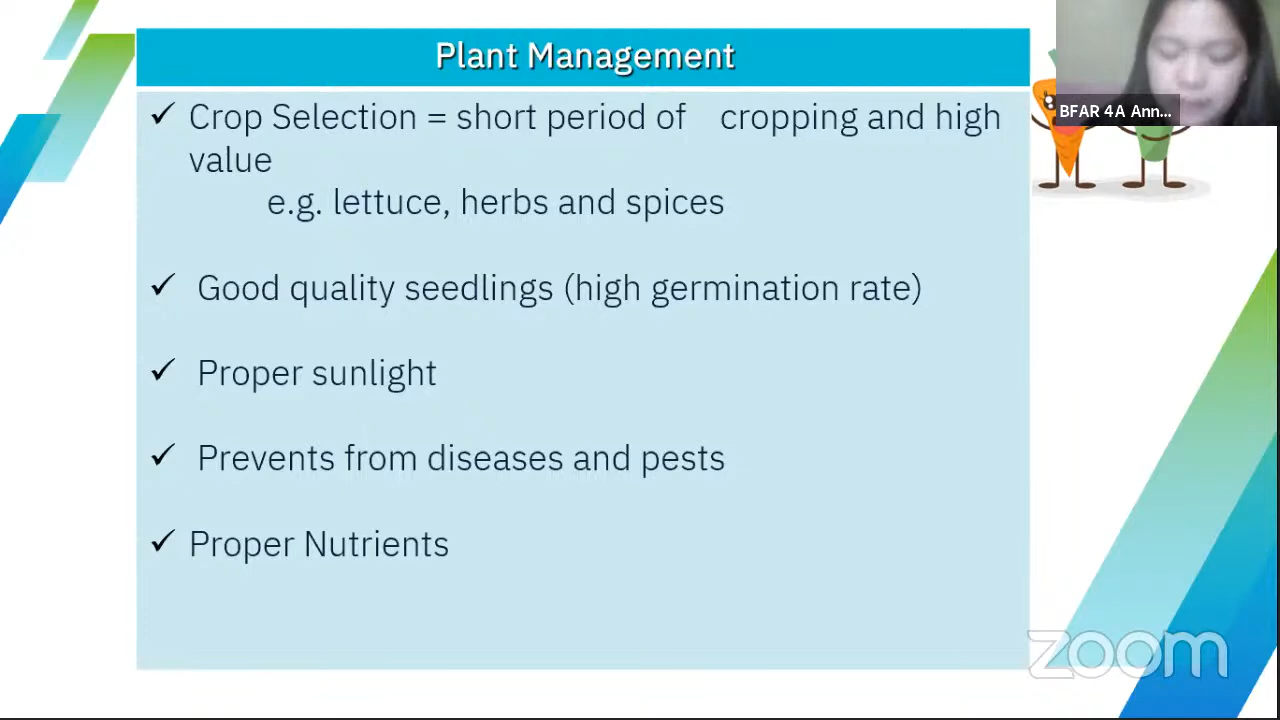 Plant Management
✓ Crop Selection = short period of cropping and high
value
e.g. lettuce, herbs and spices
✓ Good quality seedlings (high germination rate)
✓ Proper sunlight
✓ Prevents from diseases and pests
✓ Proper Nutrients
BFAR 4A Ann...
zoom